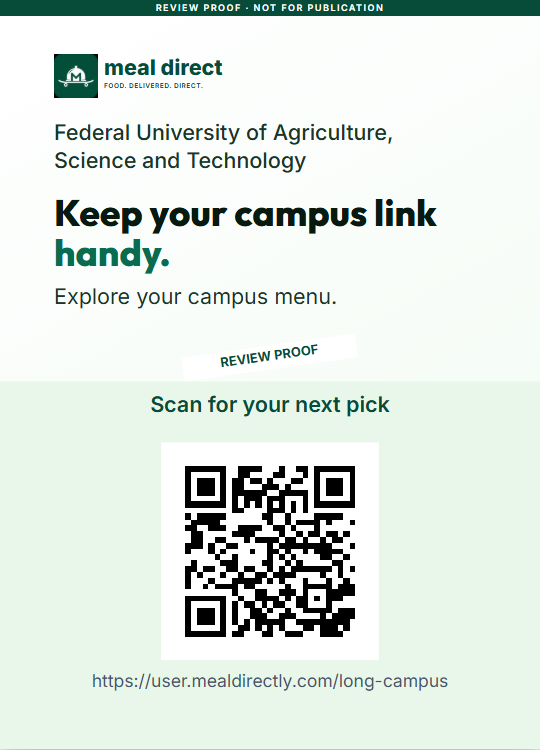 REVIEW PROOF · NOT FOR PUBLICATION
M
meal direct
FOOD. DELIVERED. DIRECT.
Federal University of Agriculture,
Science and Technology
Keep your campus link
handy.
Explore your campus menu.
REVIEW PROOF
Scan for your next pick
https://user.mealdirectly.com/long-campus